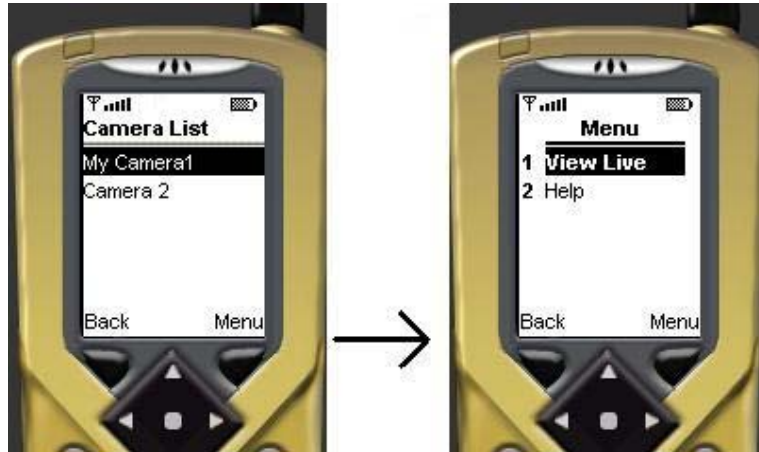 Camera List
My Camera1
Camera 2
Back Menu
Menu
1 View Live
2 Help
Back Menu